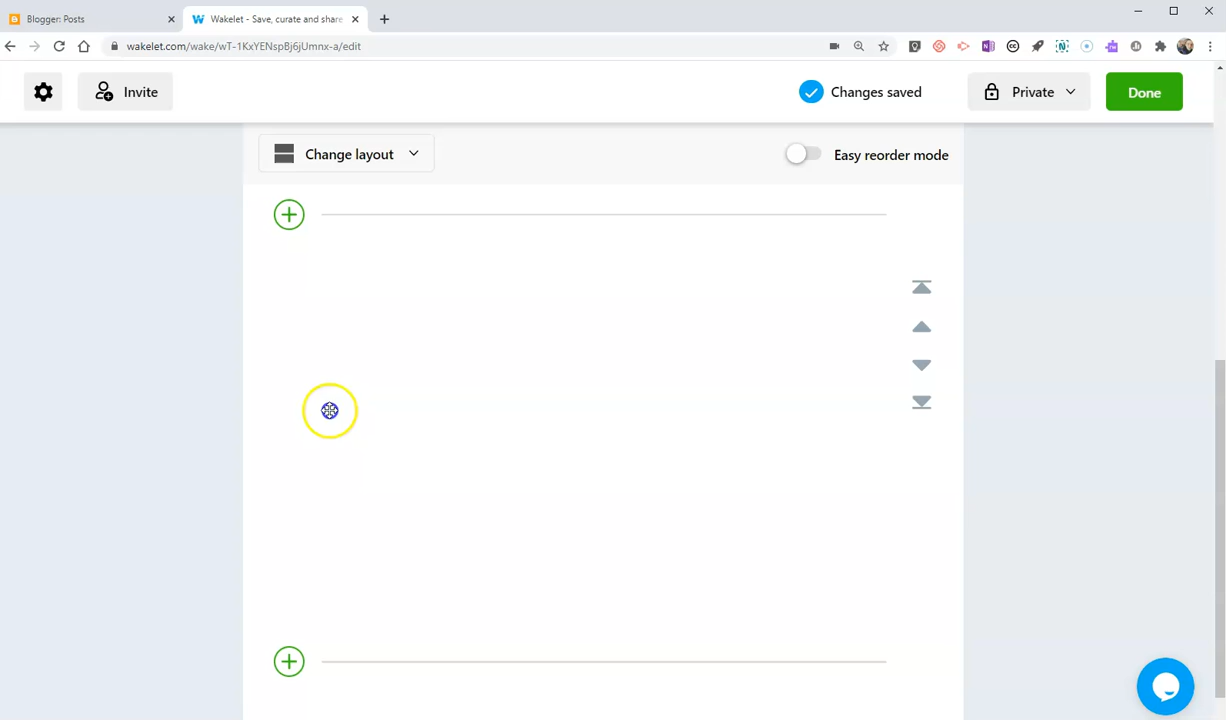 Blogger: Posts
Wakelet - Save, curate and share
wakelet.com/wake/wT-1KxYENspBj6jUmnx-a/edit
Invite
Changes saved
Private
Done
Change layout
Easy reorder mode